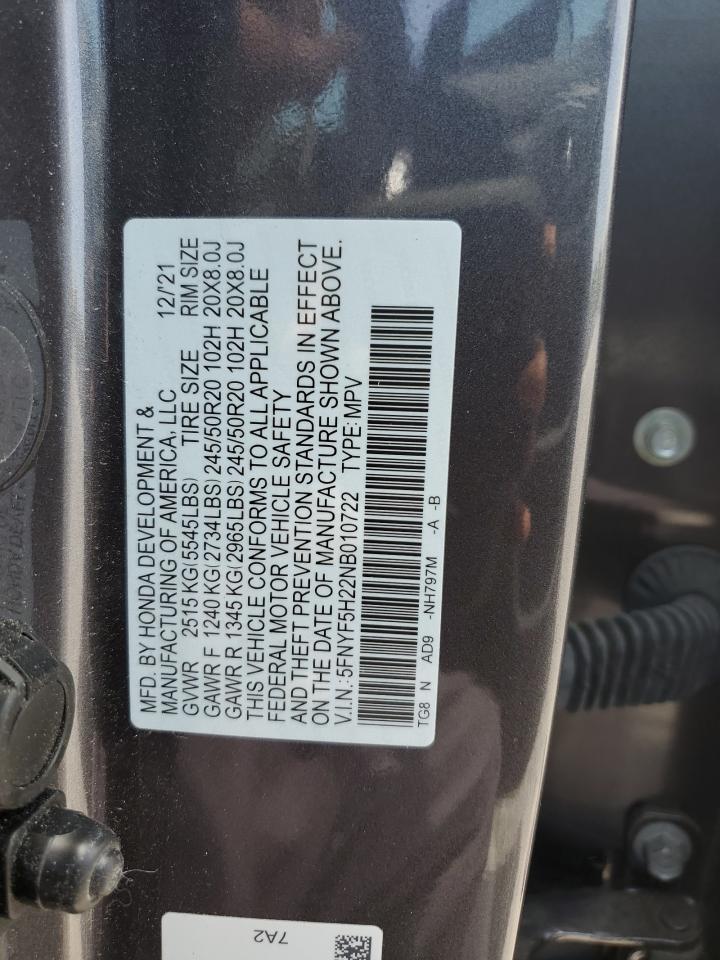 MFD. BY HONDA DEVELOPMENT &
MANUFACTURING OF AMERICA, LLC 12/'21
GVWR 2515 KG(5545LBS) TIRE SIZE RIM SIZE
GAWR F 1240 KG(2734LBS) 245/50R20 102H 20X8.0J
GAWR R 1345 KG(2965LBS) 245/50R20 102H 20X8.0J
THIS VEHICLE CONFORMS TO ALL APPLICABLE
FEDERAL MOTOR VEHICLE SAFETY
AND THEFT PREVENTION STANDARDS IN EFFECT
ON THE DATE OF MANUFACTURE SHOWN ABOVE.
V.I.N.:5FNYF5H22NB010722 TYPE:MPV
TG8 N AD9 -NH797M -A -B
7A2